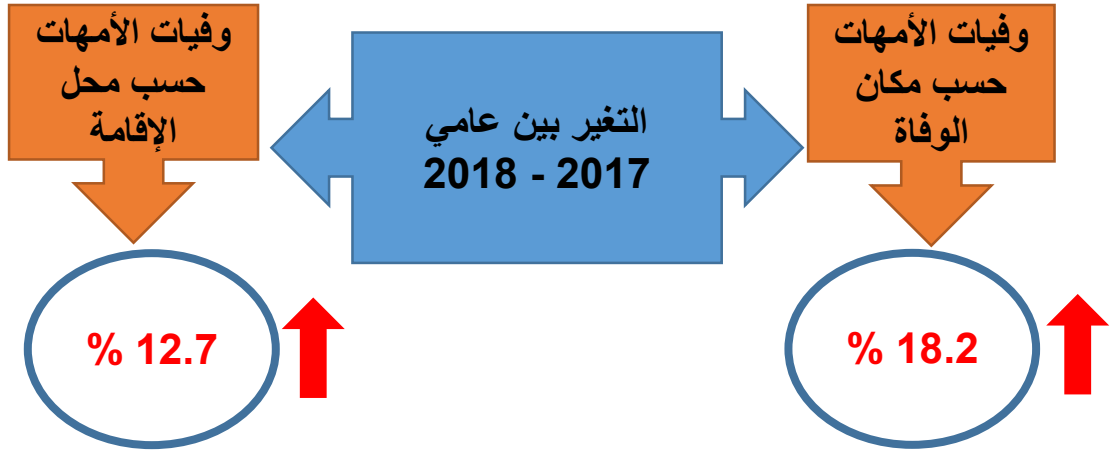 وفيات الأمهات
حسب مكان
الوفاة
التغير بين عامي
2017 - 2018
وفيات الأمهات
حسب محل
الإقامة
18.2 %
12.7 %